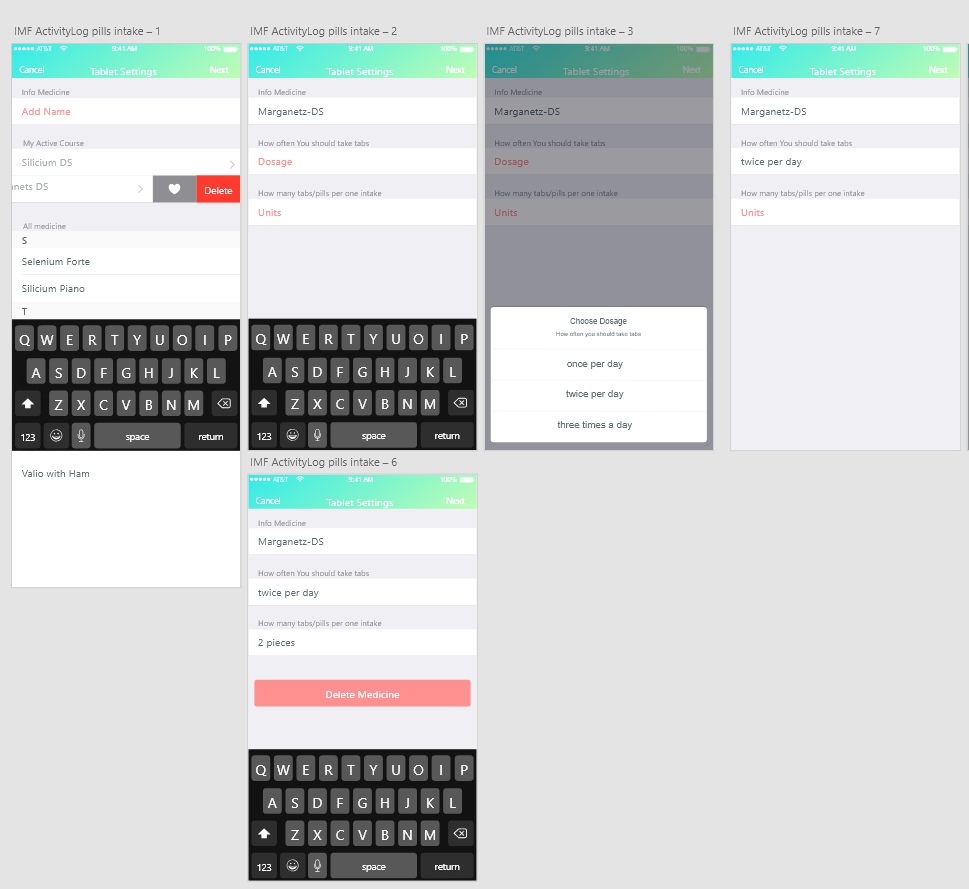 IMF ActivityLog pills intake – 1
AT&T 9:41 AM 100%
Cancel Tablet Settings Next
Info Medicine
Add Name
My Active Course
Silicium DS
nets DS Delete
All medicine
S
Selenium Forte
Silicium Piano
T
Q W E R T Y U O I P
A S D F G H J K L
Z X C V B N M
123 space return
Valio with Ham
IMF ActivityLog pills intake – 2
AT&T 9:41 AM 100%
Cancel Tablet Settings Next
Info Medicine
Marganetz-DS
How often You should take tabs
Dosage
How many tabs/pills per one intake
Units
Q W E R T Y U O I P
A S D F G H J K L
Z X C V B N M
123 space return
IMF ActivityLog pills intake – 3
AT&T 9:41 AM 100%
Cancel Tablet Settings Next
Info Medicine
Marganetz-DS
How often You should take tabs
Dosage
How many tabs/pills per one intake
Units
Choose Dosage
How often you should take tabs
once per day
twice per day
three times a day
IMF ActivityLog pills intake – 7
AT&T 9:41 AM 100%
Cancel Tablet Settings Next
Info Medicine
Marganetz-DS
How often You should take tabs
twice per day
How many tabs/pills per one intake
Units
IMF ActivityLog pills intake – 6
AT&T 9:41 AM 100%
Cancel Tablet Settings Next
Info Medicine
Marganetz-DS
How often You should take tabs
twice per day
How many tabs/pills per one intake
2 pieces
Delete Medicine
Q W E R T Y U O I P
A S D F G H J K L
Z X C V B N M
123 space return